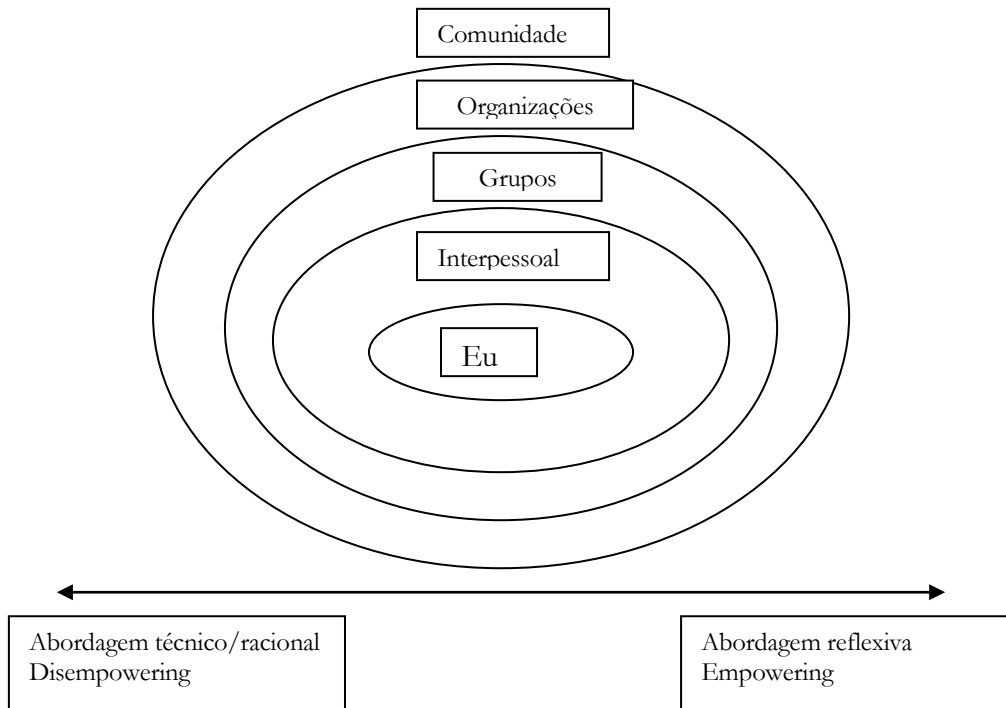 Comunidade
Organizações
Grupos
Interpessoal
Eu
Abordagem técnico/racional
Disempowering
Abordagem reflexiva
Empowering